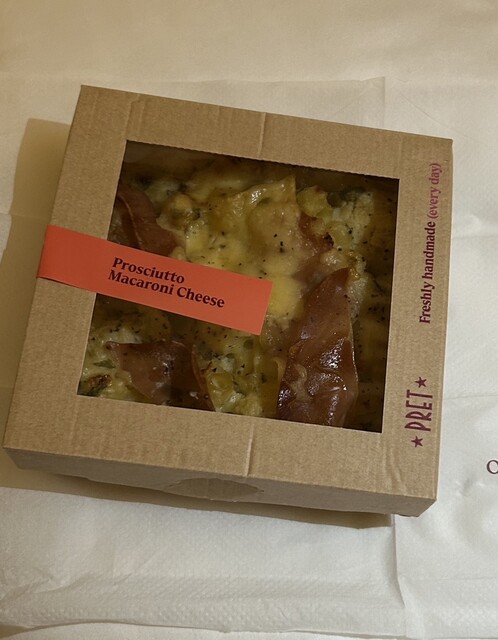 Prosciutto
Macaroni Cheese
Freshly handmade (every day)
★PRET★